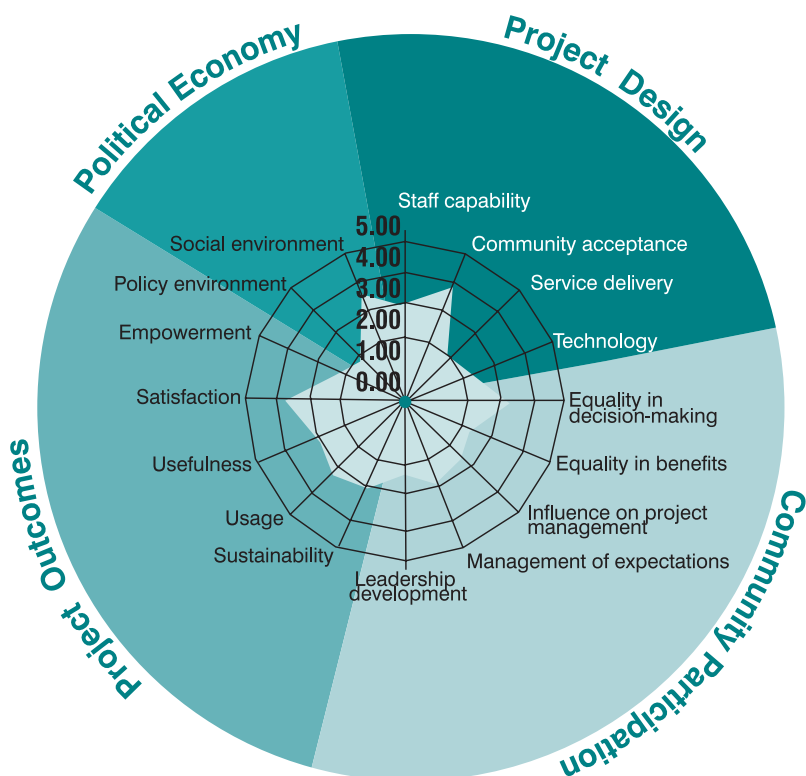 Political Economy
Project Design
Staff capability
5.00
Social environment
Community acceptance
4.00
Policy environment
Service delivery
3.00
Empowerment
2.00
Technology
1.00
0.00
Satisfaction
Equality in
decision-making
Usefulness
Equality in benefits
Usage
Influence on project
management
Sustainability
Management of expectations
Leadership
development
Project Outcomes
Community Participation